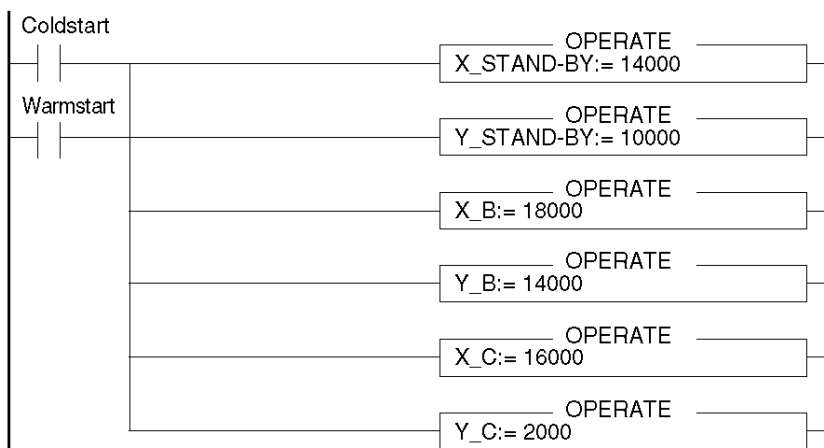 Coldstart
OPERATE
X_STAND-BY:= 14000
Warmstart
OPERATE
Y_STAND-BY:= 10000
OPERATE
X_B:= 18000
OPERATE
Y_B:= 14000
OPERATE
X_C:= 16000
OPERATE
Y_C:= 2000